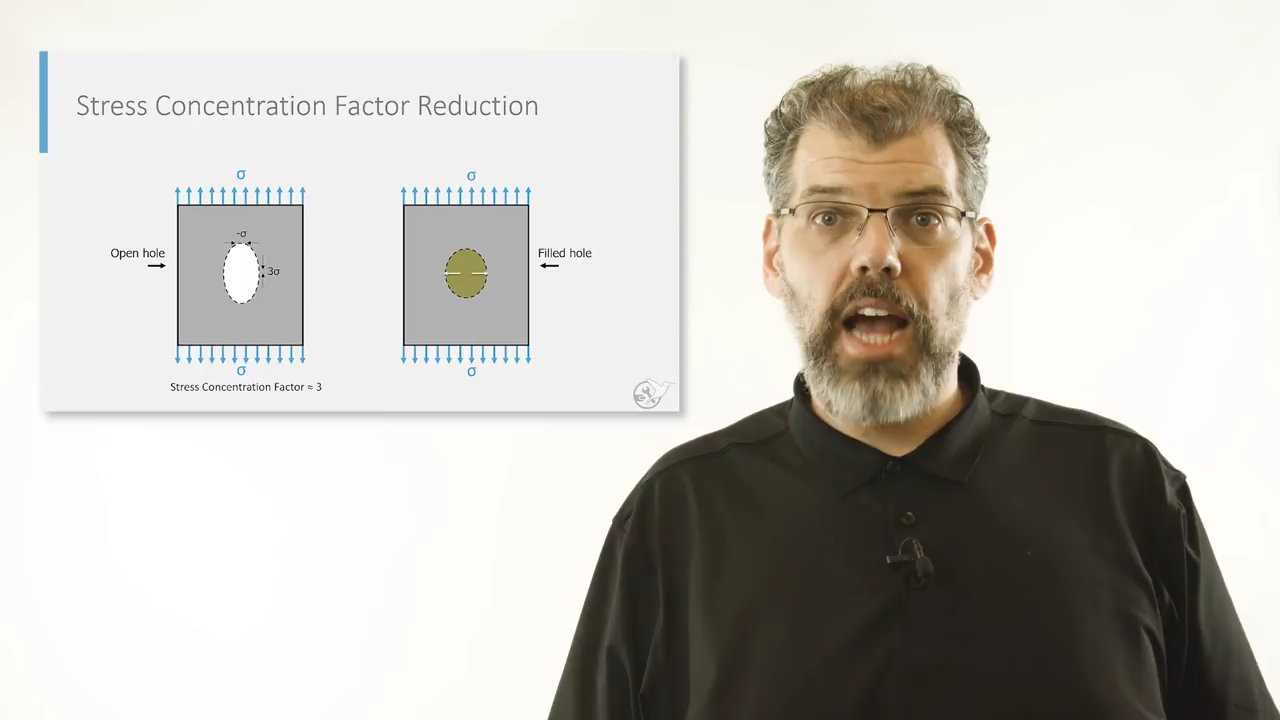 Stress Concentration Factor Reduction
σ
σ
-σ
Open hole
3σ
Filled hole
σ
σ
Stress Concentration Factor ≈ 3